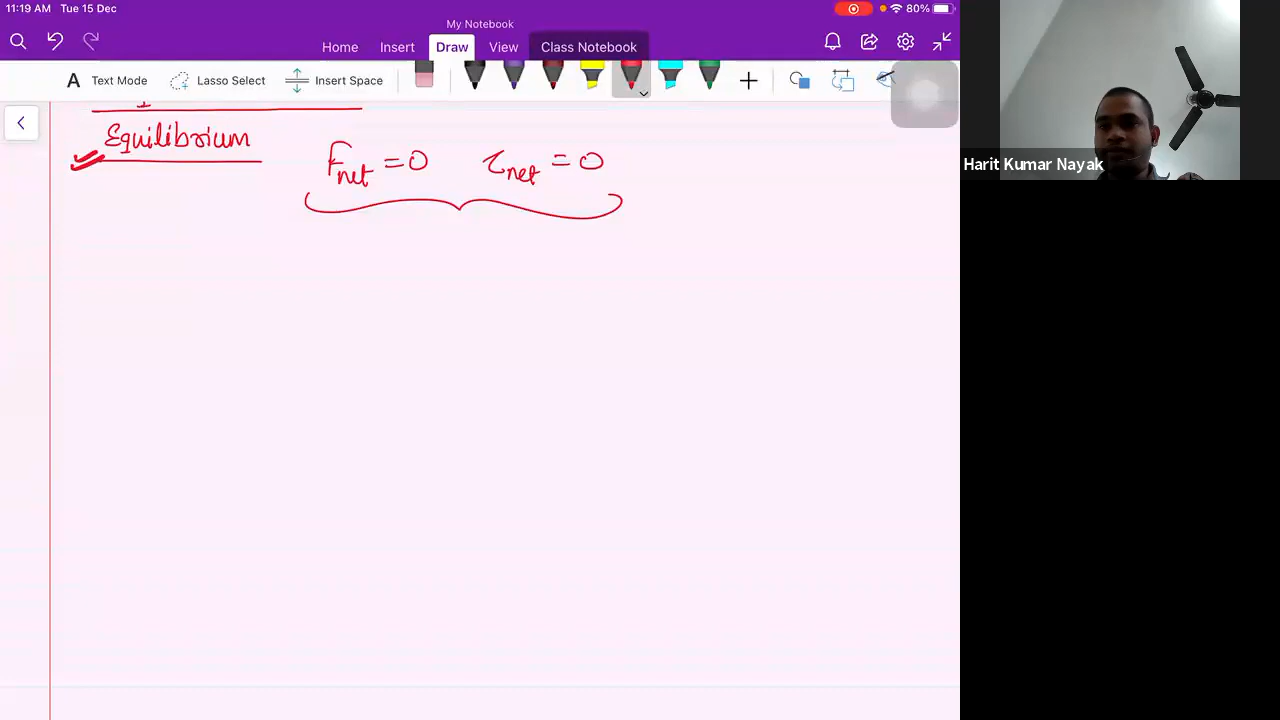 11:19 AM Tue 15 Dec
80%
My Notebook
Home Insert Draw View Class Notebook
A Text Mode Lasso Select Insert Space
Equilibrium
Fnet = 0 τnet = 0
Harit Kumar Nayak